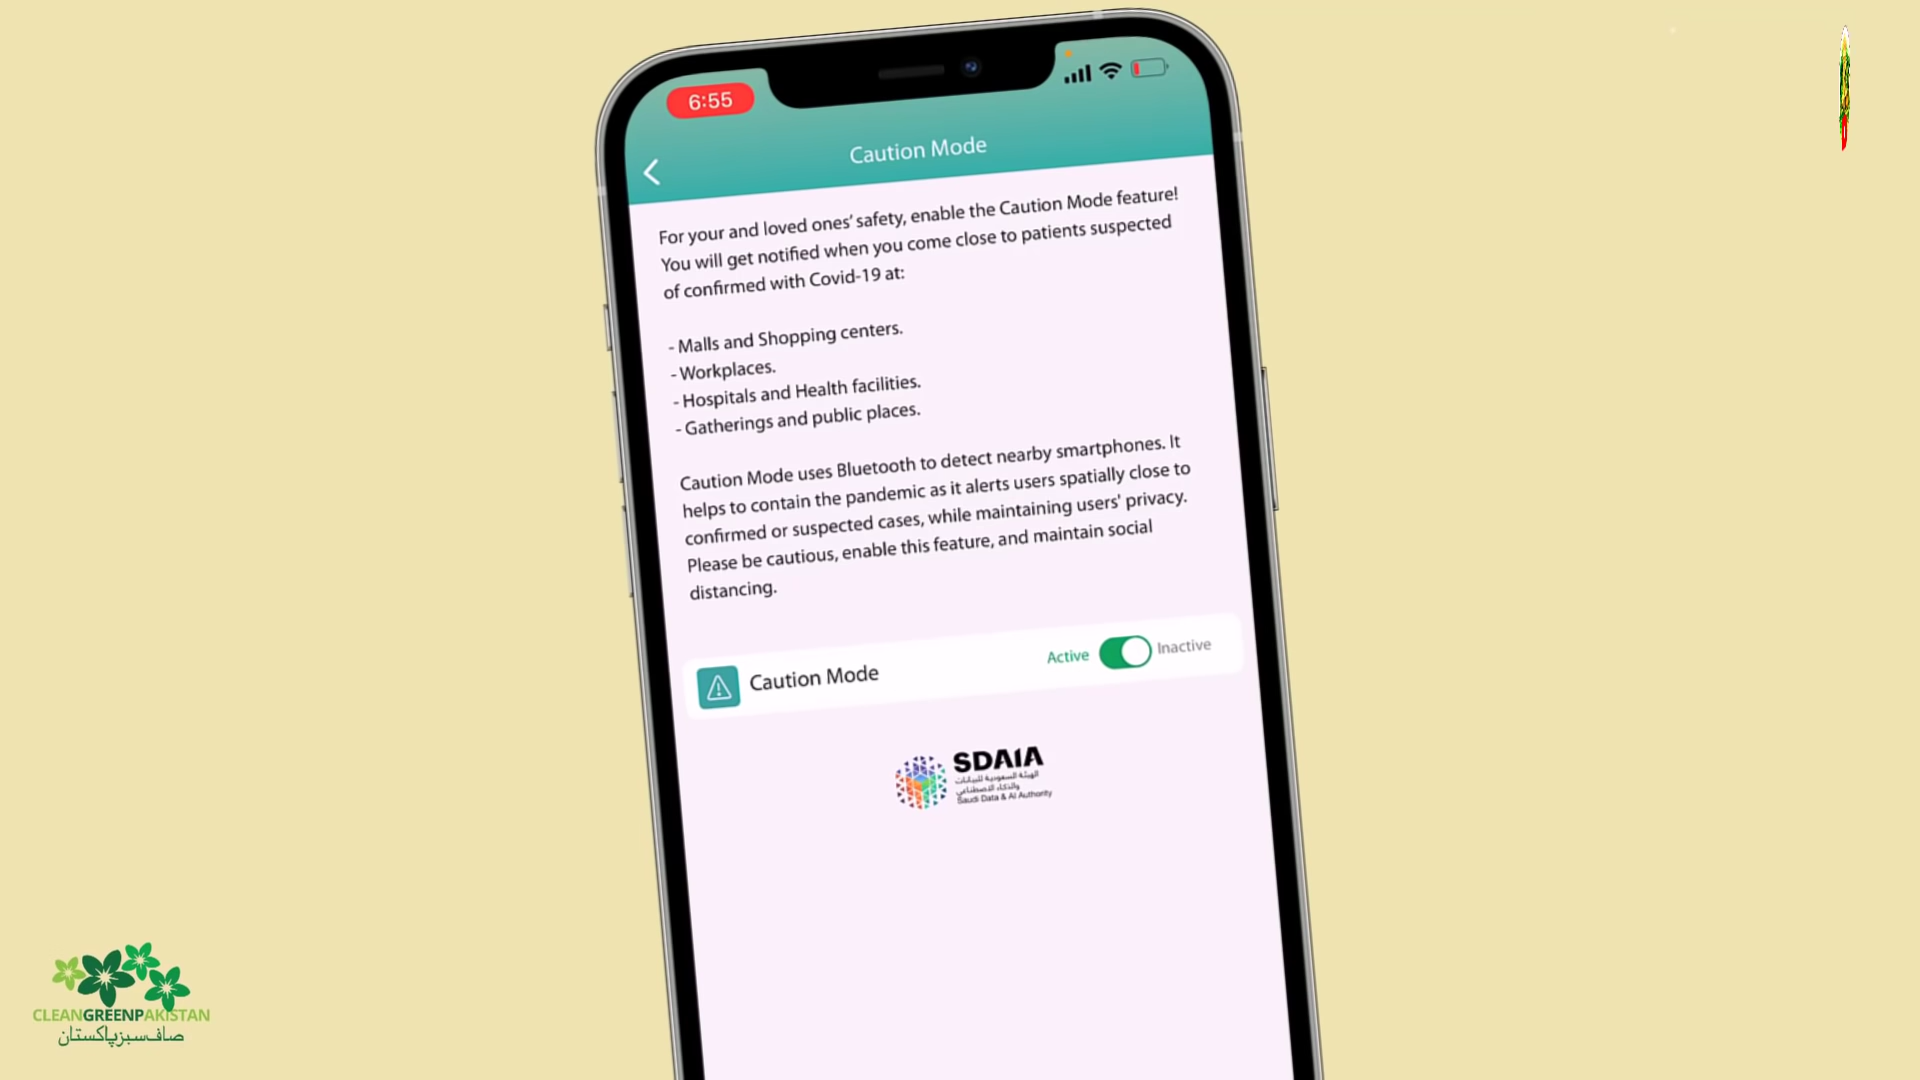 6:55
Caution Mode
For your and loved ones' safety, enable the Caution Mode feature!
You will get notified when you come close to patients suspected
of confirmed with Covid-19 at:
- Malls and Shopping centers.
- Workplaces.
- Hospitals and Health facilities.
- Gatherings and public places.
Caution Mode uses Bluetooth to detect nearby smartphones. It
helps to contain the pandemic as it alerts users spatially close to
confirmed or suspected cases, while maintaining users' privacy.
Please be cautious, enable this feature, and maintain social
distancing.
Caution Mode Active Inactive
SDAIA
الهيئة السعودية للبيانات
والذكاء الاصطناعي
Saudi Data & AI Authority
CLEANGREENPAKISTAN
صاف سبز پاکستان